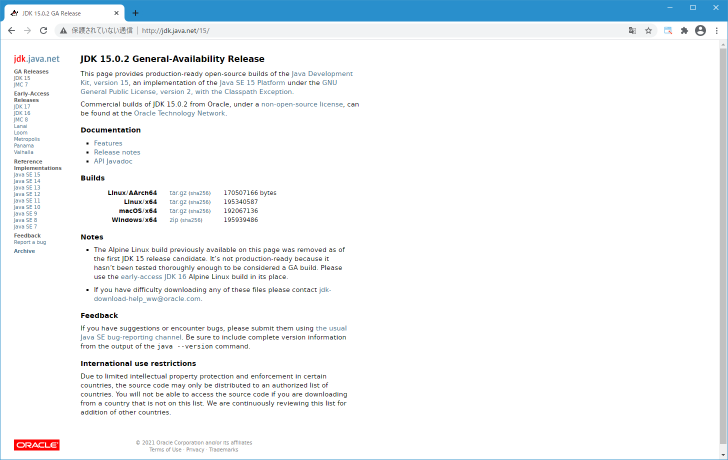 JDK 15.0.2 GA Release
保護されていない通信 | http://jdk.java.net/15/
jdk.java.net
GA Releases
JDK 15
JMC 7
Early-Access
Releases
JDK 17
JDK 16
JMC 8
Lanai
Loom
Metropolis
Panama
Valhalla
Reference
Implementations
Java SE 15
Java SE 14
Java SE 13
Java SE 12
Java SE 11
Java SE 10
Java SE 9
Java SE 8
Java SE 7
Feedback
Report a bug
Archive
JDK 15.0.2 General-Availability Release
This page provides production-ready open-source builds of the Java Development
Kit, version 15, an implementation of the Java SE 15 Platform under the GNU
General Public License, version 2, with the Classpath Exception.
Commercial builds of JDK 15.0.2 from Oracle, under a non-open-source license, can
be found at the Oracle Technology Network.
Documentation
• Features
• Release notes
• API Javadoc
Builds
Linux/AArch64 tar.gz (sha256) 170507166 bytes
Linux/x64 tar.gz (sha256) 195340587
macOS/x64 tar.gz (sha256) 192067136
Windows/x64 zip (sha256) 195939486
Notes
• The Alpine Linux build previously available on this page was removed as of
the first JDK 15 release candidate. It's not production-ready because it
hasn't been tested thoroughly enough to be considered a GA build. Please
use the early-access JDK 16 Alpine Linux build in its place.
• If you have difficulty downloading any of these files please contact jdk-
download-help_ww@oracle.com.
Feedback
If you have suggestions or encounter bugs, please submit them using the usual
Java SE bug-reporting channel. Be sure to include complete version information
from the output of the java --version command.
International use restrictions
Due to limited intellectual property protection and enforcement in certain
countries, the source code may only be distributed to an authorized list of
countries. You will not be able to access the source code if you are downloading
from a country that is not on this list. We are continuously reviewing this list for
addition of other countries.
ORACLE
© 2021 Oracle Corporation and/or its affiliates
Terms of Use · Privacy · Trademarks